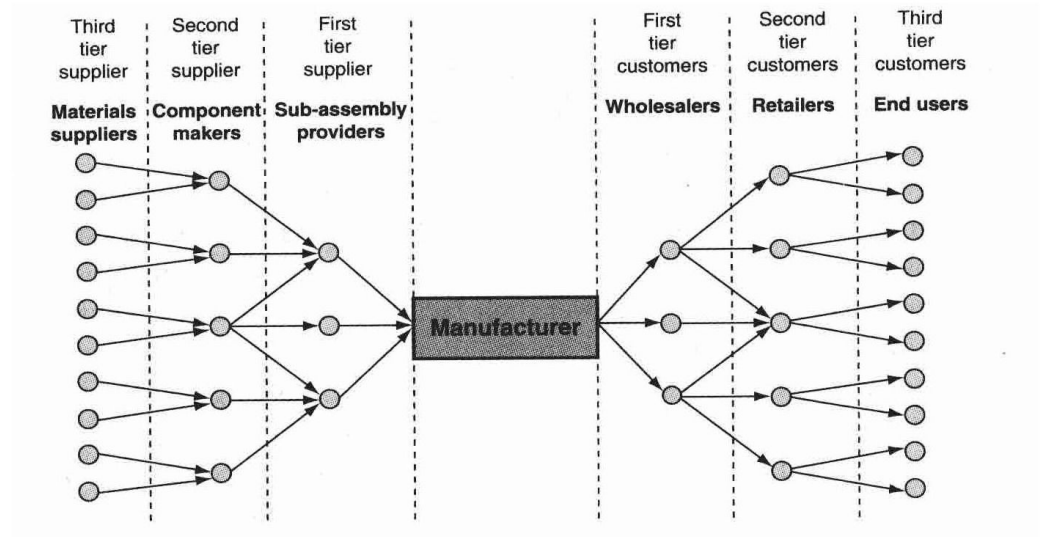 Third
tier
supplier
Materials
suppliers
Second
tier
supplier
Component
makers
First
tier
supplier
Sub-assembly
providers
Manufacturer
First
tier
customers
Wholesalers
Second
tier
customers
Retailers
Third
tier
customers
End users